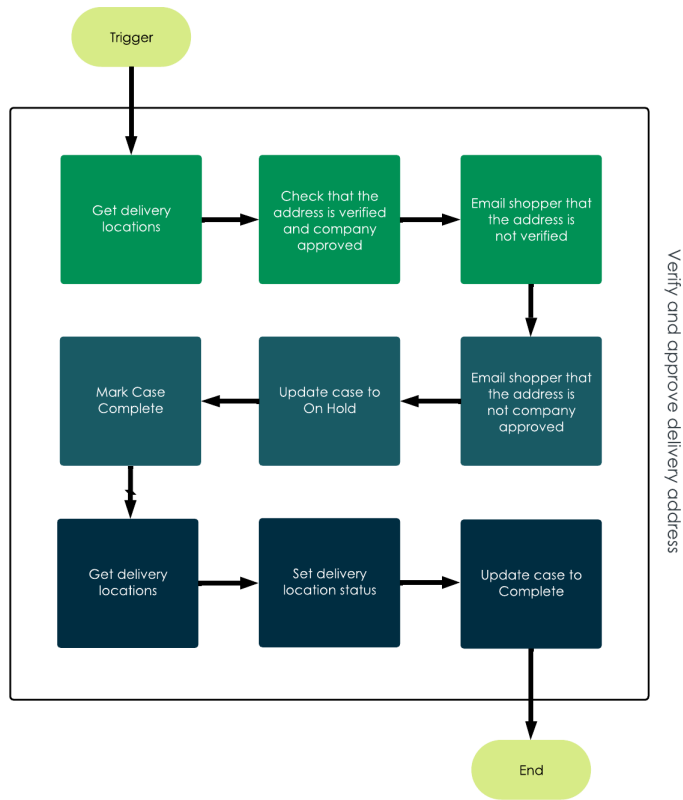 Trigger
Get delivery
locations
Check that the
address is verified
and company
approved
Email shopper that
the address is
not verified
Email shopper that
the address is
not company
approved
Update case to
On Hold
Mark Case
Complete
Get delivery
locations
Set delivery
location status
Update case to
Complete
End
Verify and approve delivery address